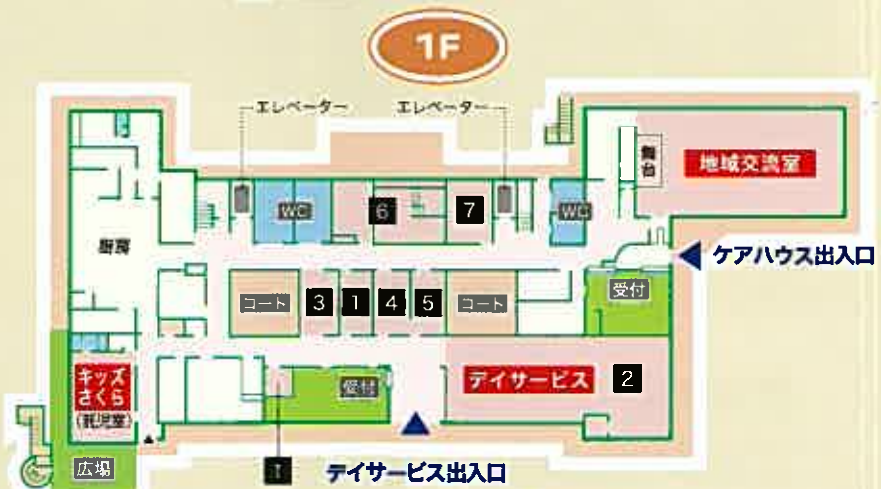 1F
エレベーター
エレベーター
舞台
地域交流室
WC
6
7
WC
厨房
ケアハウス出入口
コート
3
1
4
5
コート
受付
キッズ
さくら
(託児室)
受付
デイサービス
2
広場
1
デイサービス出入口